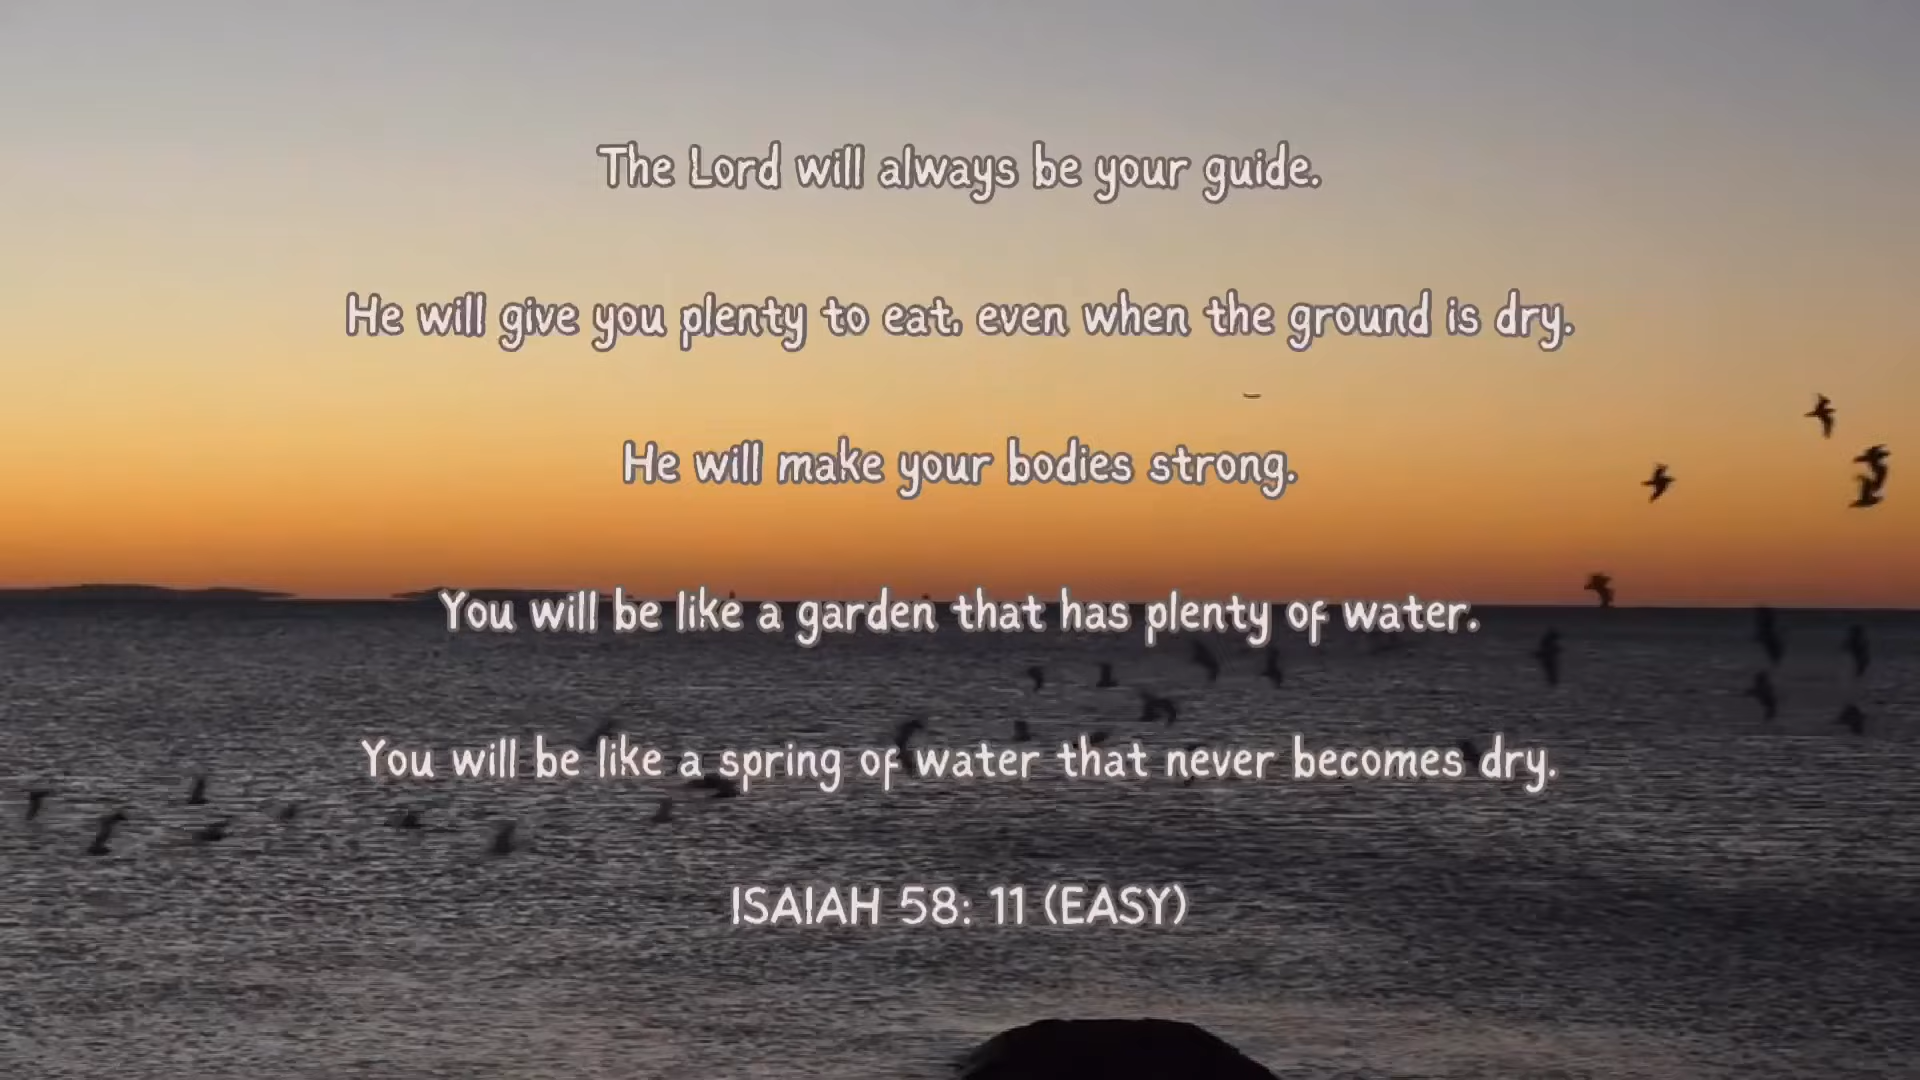 The Lord will always be your guide.
He will give you plenty to eat, even when the ground is dry.
He will make your bodies strong.
You will be like a garden that has plenty of water.
You will be like a spring of water that never becomes dry.
ISAIAH 58: 11 (EASY)